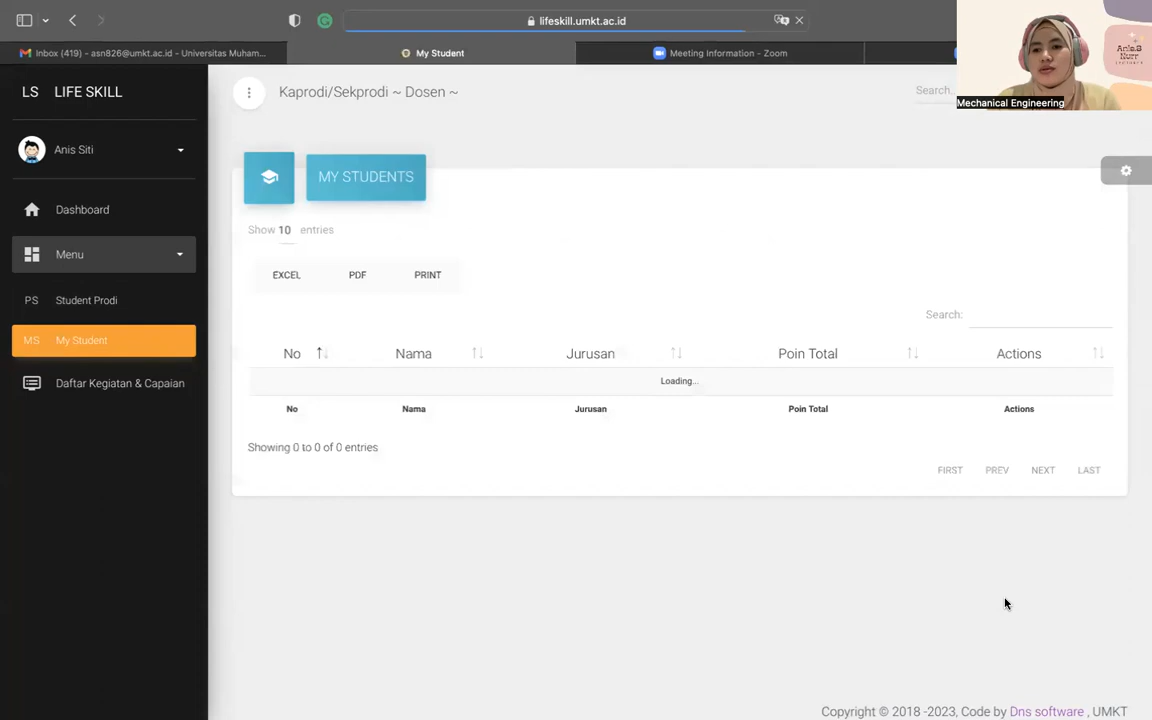 lifeskill.umkt.ac.id
Inbox (419) - asn826@umkt.ac.id - Universitas Muham...
My Student
Meeting Information - Zoom
Mechanical Engineering
LS LIFE SKILL
Kaprodi/Sekprodi ~ Dosen ~
Search..
Anis Siti
MY STUDENTS
Dashboard
Menu
PS Student Prodi
MS My Student
Daftar Kegiatan & Capaian
Show 10 entries
EXCEL PDF PRINT
Search:
No Nama Jurusan Poin Total Actions
Loading...
No Nama Jurusan Poin Total Actions
Showing 0 to 0 of 0 entries
FIRST PREV NEXT LAST
Copyright © 2018 -2023, Code by Dns software , UMKT